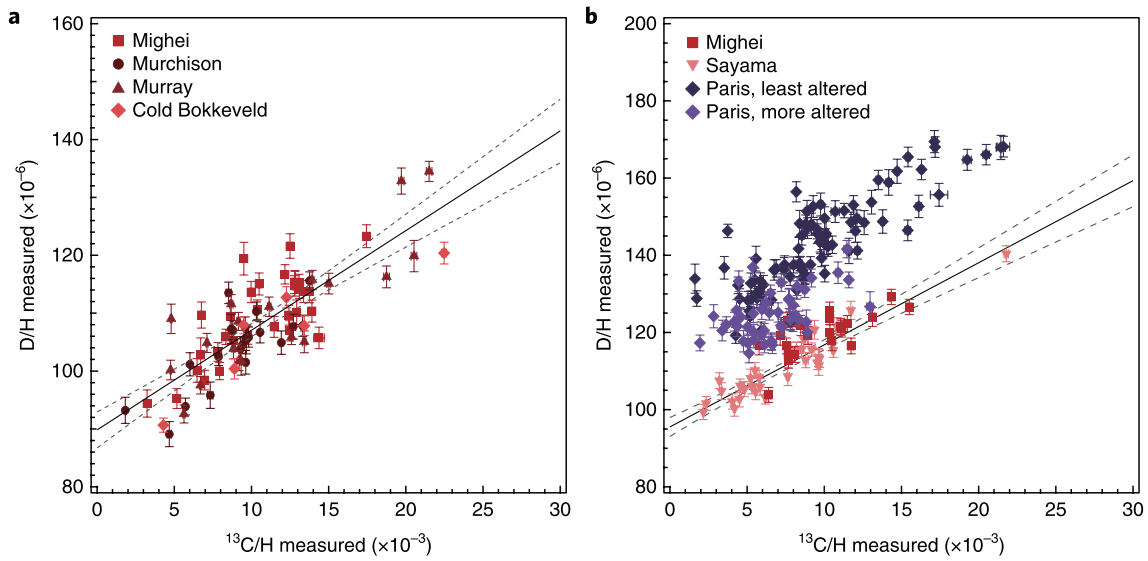 a
160
140
120
100
80
D/H measured (×10⁻⁶)
Mighei
Murchison
Murray
Cold Bokkeveld
0 5 10 15 20 25 30
¹³C/H measured (×10⁻³)
b
200
180
160
140
120
100
80
D/H measured (×10⁻⁶)
Mighei
Sayama
Paris, least altered
Paris, more altered
0 5 10 15 20 25 30
¹³C/H measured (×10⁻³)